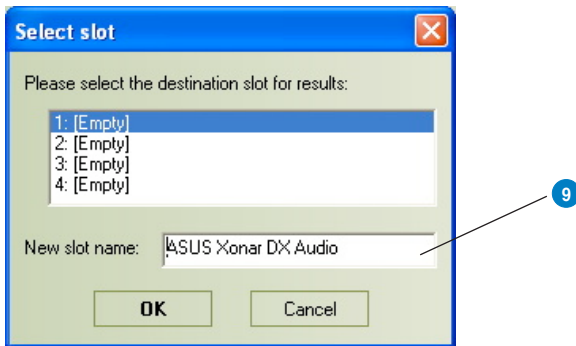 Select slot
Please select the destination slot for results:
1: [Empty]
2: [Empty]
3: [Empty]
4: [Empty]
9
New slot name: ASUS Xonar DX Audio
OK Cancel